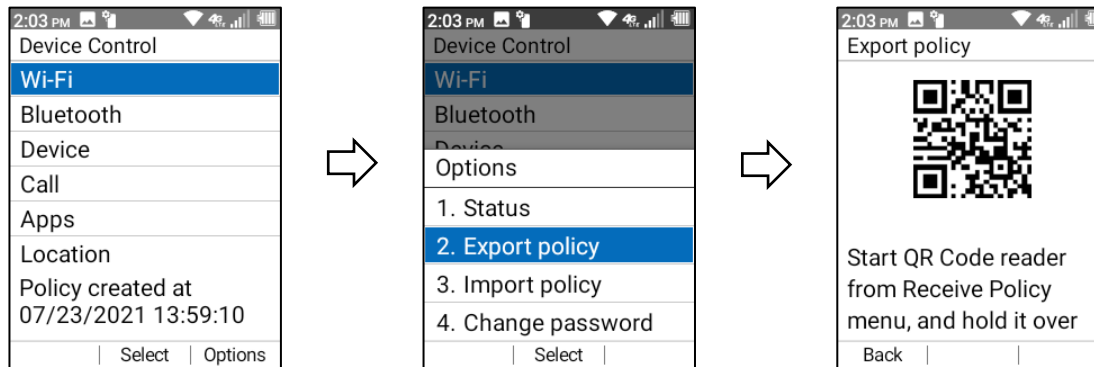 2:03 PM
Device Control
Wi-Fi
Bluetooth
Device
Call
Apps
Location
Policy created at
07/23/2021 13:59:10
Select Options
2:03 PM
Device Control
Wi-Fi
Bluetooth
Device
Options
1. Status
2. Export policy
3. Import policy
4. Change password
Select
2:03 PM
Export policy
Start QR Code reader
from Receive Policy
menu, and hold it over
Back